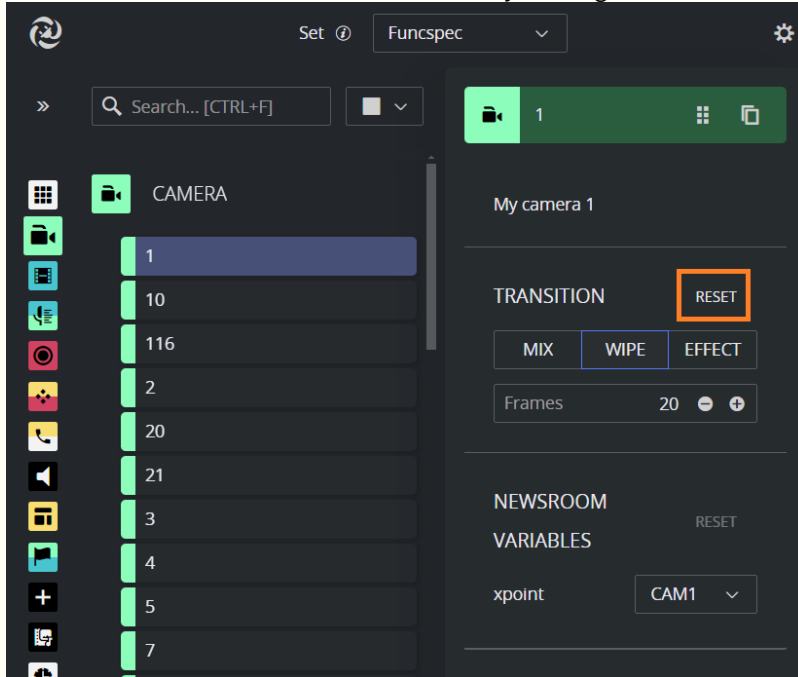 Set Funcspec
Search... [CTRL+F]
1
CAMERA
My camera 1
1
10
116
2
20
21
3
4
5
7
TRANSITION RESET
MIX WIPE EFFECT
Frames 20
NEWSROOM
VARIABLES
RESET
xpoint CAM1